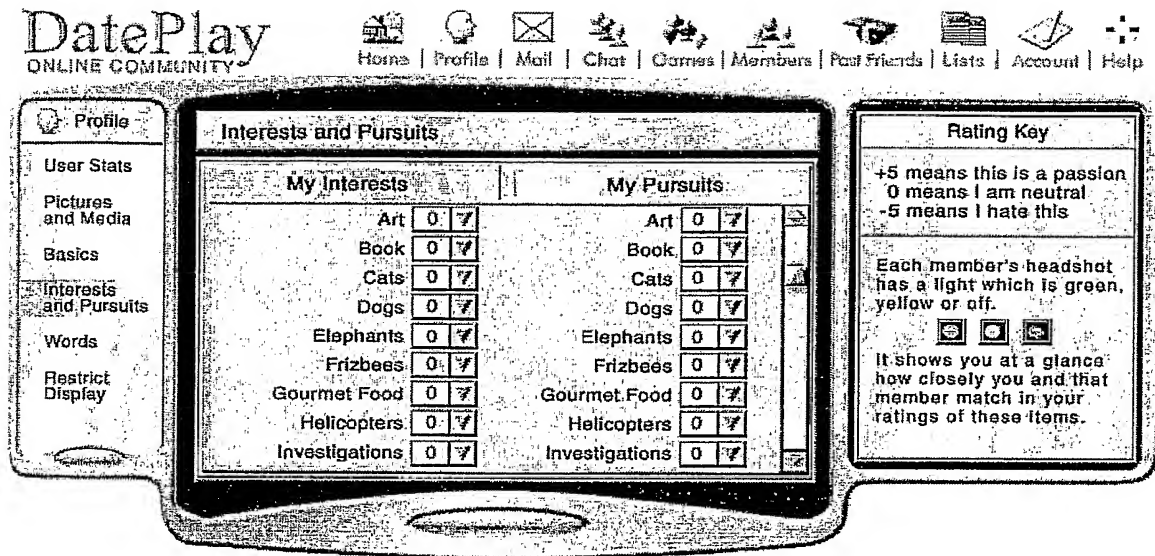 DatePlay
ONLINE COMMUNITY
Home | Profile | Mail | Chat | Games | Members | Past Friends | Lists | Account | Help
Profile
User Stats
Pictures
and Media
Basics
Interests
and Pursuits
Words
Restrict
Display
Interests and Pursuits
My Interests | My Pursuits
Art 0 Art 0
Book 0 Book 0
Cats 0 Cats 0
Dogs 0 Dogs 0
Elephants 0 Elephants 0
Frizbees 0 Frizbees 0
Gourmet Food 0 Gourmet Food 0
Helicopters 0 Helicopters 0
Investigations 0 Investigations 0
Rating Key
+5 means this is a passion
0 means I am neutral
-5 means I hate this
Each member's headshot
has a light which is green,
yellow or off.
It shows you at a glance
how closely you and that
member match in your
ratings of these items.